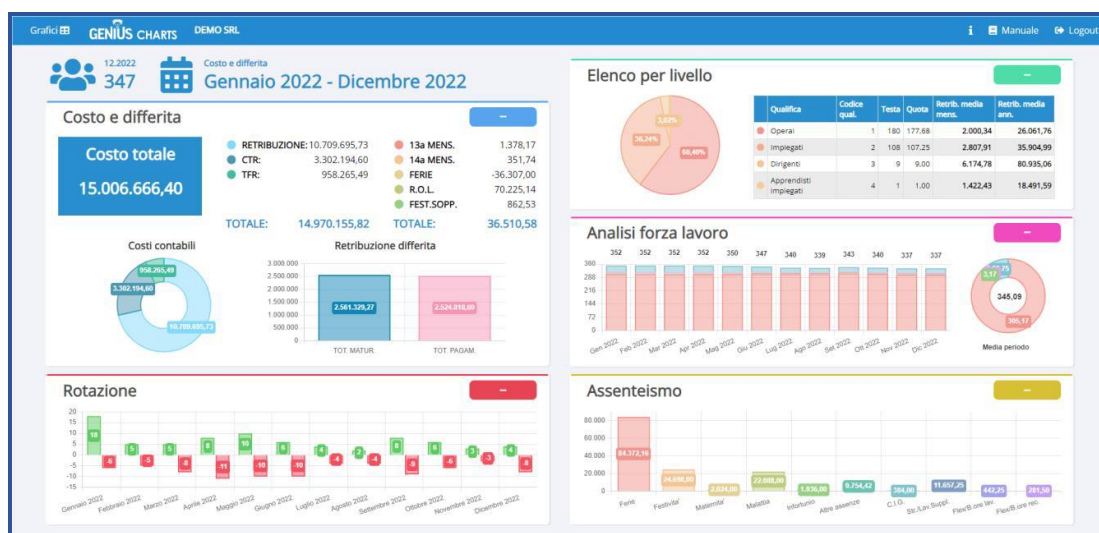 Grafici GENIUS CHARTS DEMO SRL i Manuale Logout
12.2022
347
Costo e differita
Gennaio 2022 - Dicembre 2022
Costo e differita
Costo totale
15.006.666,40
RETRIBUZIONE: 10.709.695,73
CTR: 3.302.194,60
TFR: 958.265,49
TOTALE: 14.970.155,82
13a MENS. 1.378,17
14a MENS. 351,74
FERIE -36.307,00
R.O.L. 70.225,14
FEST.SOPP. 862,53
TOTALE: 36.510,58
Costi contabili
958.265,49
3.302.194,60
10.709.695,73
Retribuzione differita
3.000.000
2.500.000
2.000.000
1.500.000
1.000.000
500.000
0
2.561.329,27
2.524.818,69
TOT. MATUR. TOT. PAGAM.
Elenco per livello
3,02%
36,24%
60,40%
Qualifica Codice qual. Testa Quota Retrib. media mens. Retrib. media ann.
Operai 1 180 177,68 2.000,34 26.061,76
Impiegati 2 108 107,25 2.807,91 35.904,99
Dirigenti 3 9 9,00 6.174,78 80.935,06
Apprendisti impiegati 4 1 1,00 1.422,43 18.491,59
Analisi forza lavoro
352 352 352 352 350 347 340 339 343 340 337 337
360
288
216
144
72
0
Gen 2022 Feb 2022 Mar 2022 Apr 2022 Mag 2022 Giu 2022 Lug 2022 Ago 2022 Set 2022 Ott 2022 Nov 2022 Dic 2022
3,17
345,09
305,17
Media periodo
Rotazione
20
15
10
5
0
-5
-10
-15
18 5 5 8 10 6 4 2 8 6 3 4
-6 -5 -8 -11 -10 -10 -4 -4 -9 -6 -3 -8
Gennaio 2022 Febbraio 2022 Marzo 2022 Aprile 2022 Maggio 2022 Giugno 2022 Luglio 2022 Agosto 2022 Settembre 2022 Ottobre 2022 Novembre 2022 Dicembre 2022
Assenteismo
80.000
60.000
40.000
20.000
0
84.372,16 24.698,00 2.024,00 22.088,00 1.936,00 9.754,42 384,00 11.657,25 442,25 281,50
Ferie Festivita' Maternita' Malattia Infortunio Altre assenze C.I.G. Str./Lav.Suppl. Flex/B.ore lav. Flex/B.ore rec.